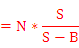 = N * S / (S − B)